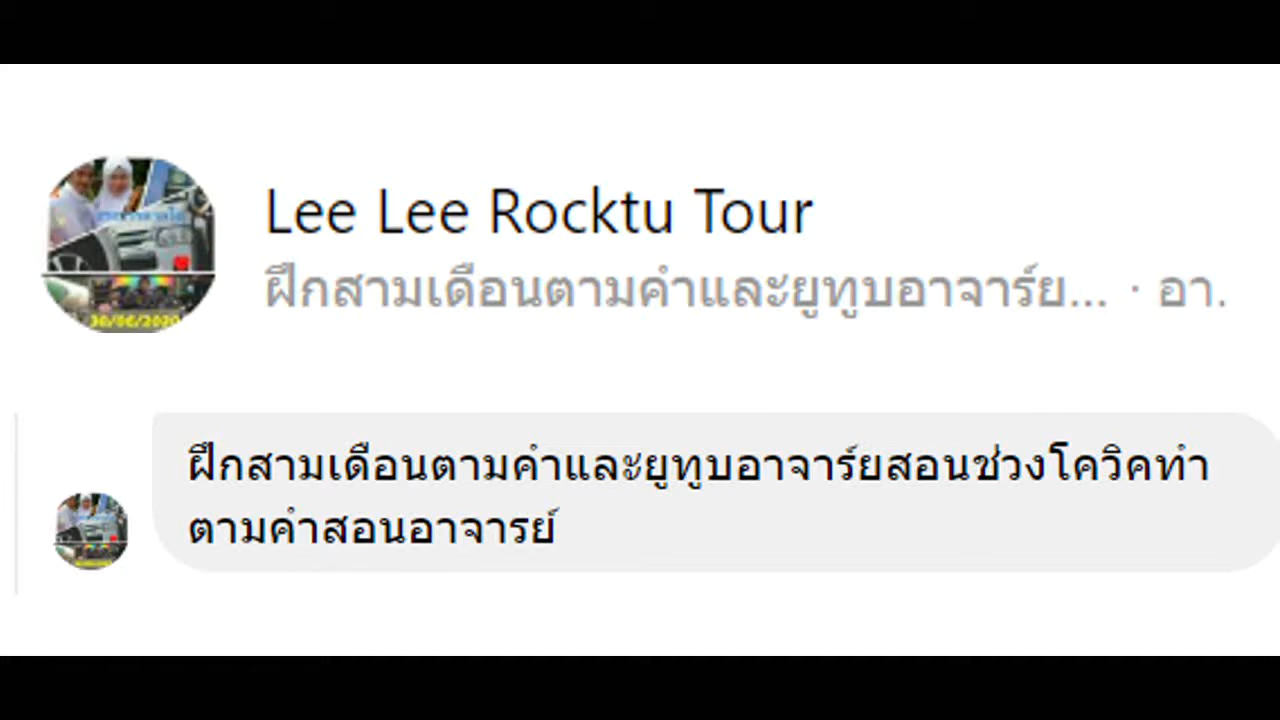 Lee Lee Rocktu Tour
ฝึกสามเดือนตามคำและยูทูบอาจาร์ย... · อา.
30/06/2020
ฝึกสามเดือนตามคำและยูทูบอาจาร์ยสอนช่วงโควิคทำ
ตามคำสอนอาจารย์